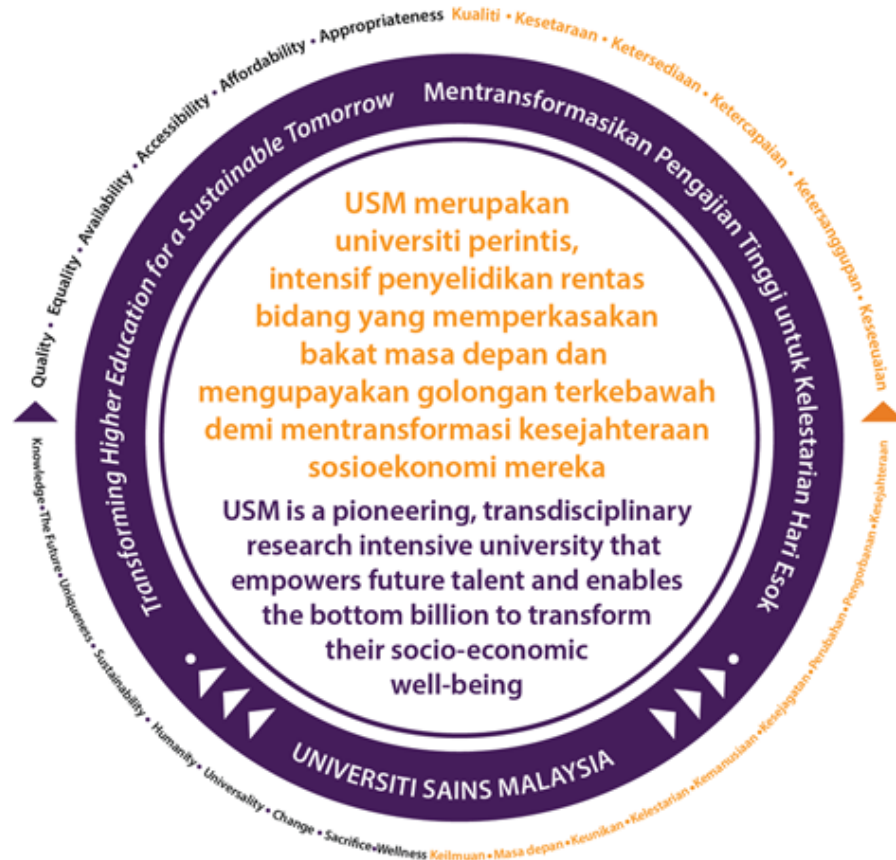 Quality • Equality • Availability • Accessibility • Affordability • Appropriateness
Kualiti • Kesetaraan • Ketersediaan • Ketercapaian • Ketersanggupan • Keseeuaian
Transforming Higher Education for a Sustainable Tomorrow
Mentransformasikan Pengajian Tinggi untuk Kelestarian Hari Esok
USM merupakan
universiti perintis,
intensif penyelidikan rentas
bidang yang memperkasakan
bakat masa depan dan
mengupayakan golongan terkebawah
demi mentransformasi kesejahteraan
sosioekonomi mereka
USM is a pioneering, transdisciplinary
research intensive university that
empowers future talent and enables
the bottom billion to transform
their socio-economic
well-being
UNIVERSITI SAINS MALAYSIA
Knowledge • The Future • Uniqueness • Sustainability • Humanity • Universality • Change • Sacrifice • Wellness
Keilmuan • Masa depan • Keunikan • Kelestarian • Kemanusiaan • Kesejagatan • Perubahan • Pengorbanan • Kesejahteraan